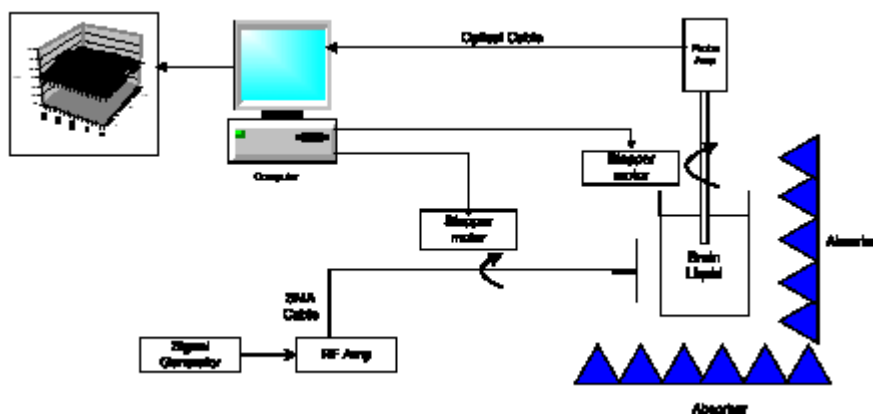 Optical Cable
Probe
Amp
Computer
Stepper
motor
Stepper
motor
Brain
Liquid
Absorber
SMA
Cable
Signal
Generator
RF Amp
Absorber